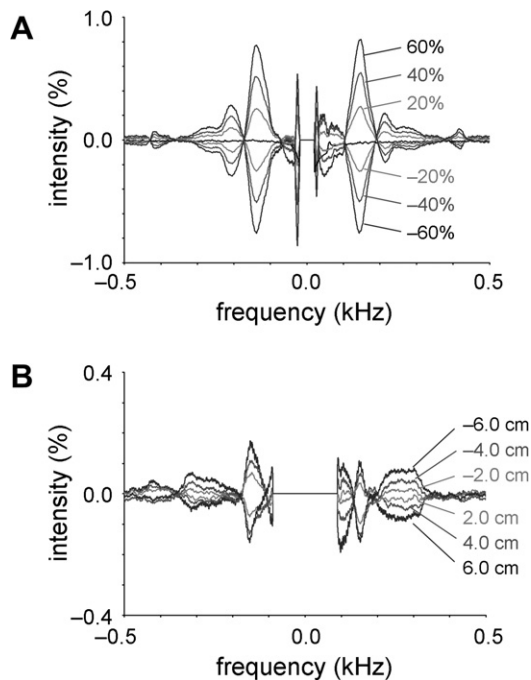 A
1.0
60%
40%
20%
intensity (%)
0.0
–20%
–40%
–60%
–1.0
–0.5
0.0
0.5
frequency (kHz)
B
0.4
–6.0 cm
–4.0 cm
–2.0 cm
intensity (%)
0.0
2.0 cm
4.0 cm
6.0 cm
–0.4
–0.5
0.0
0.5
frequency (kHz)